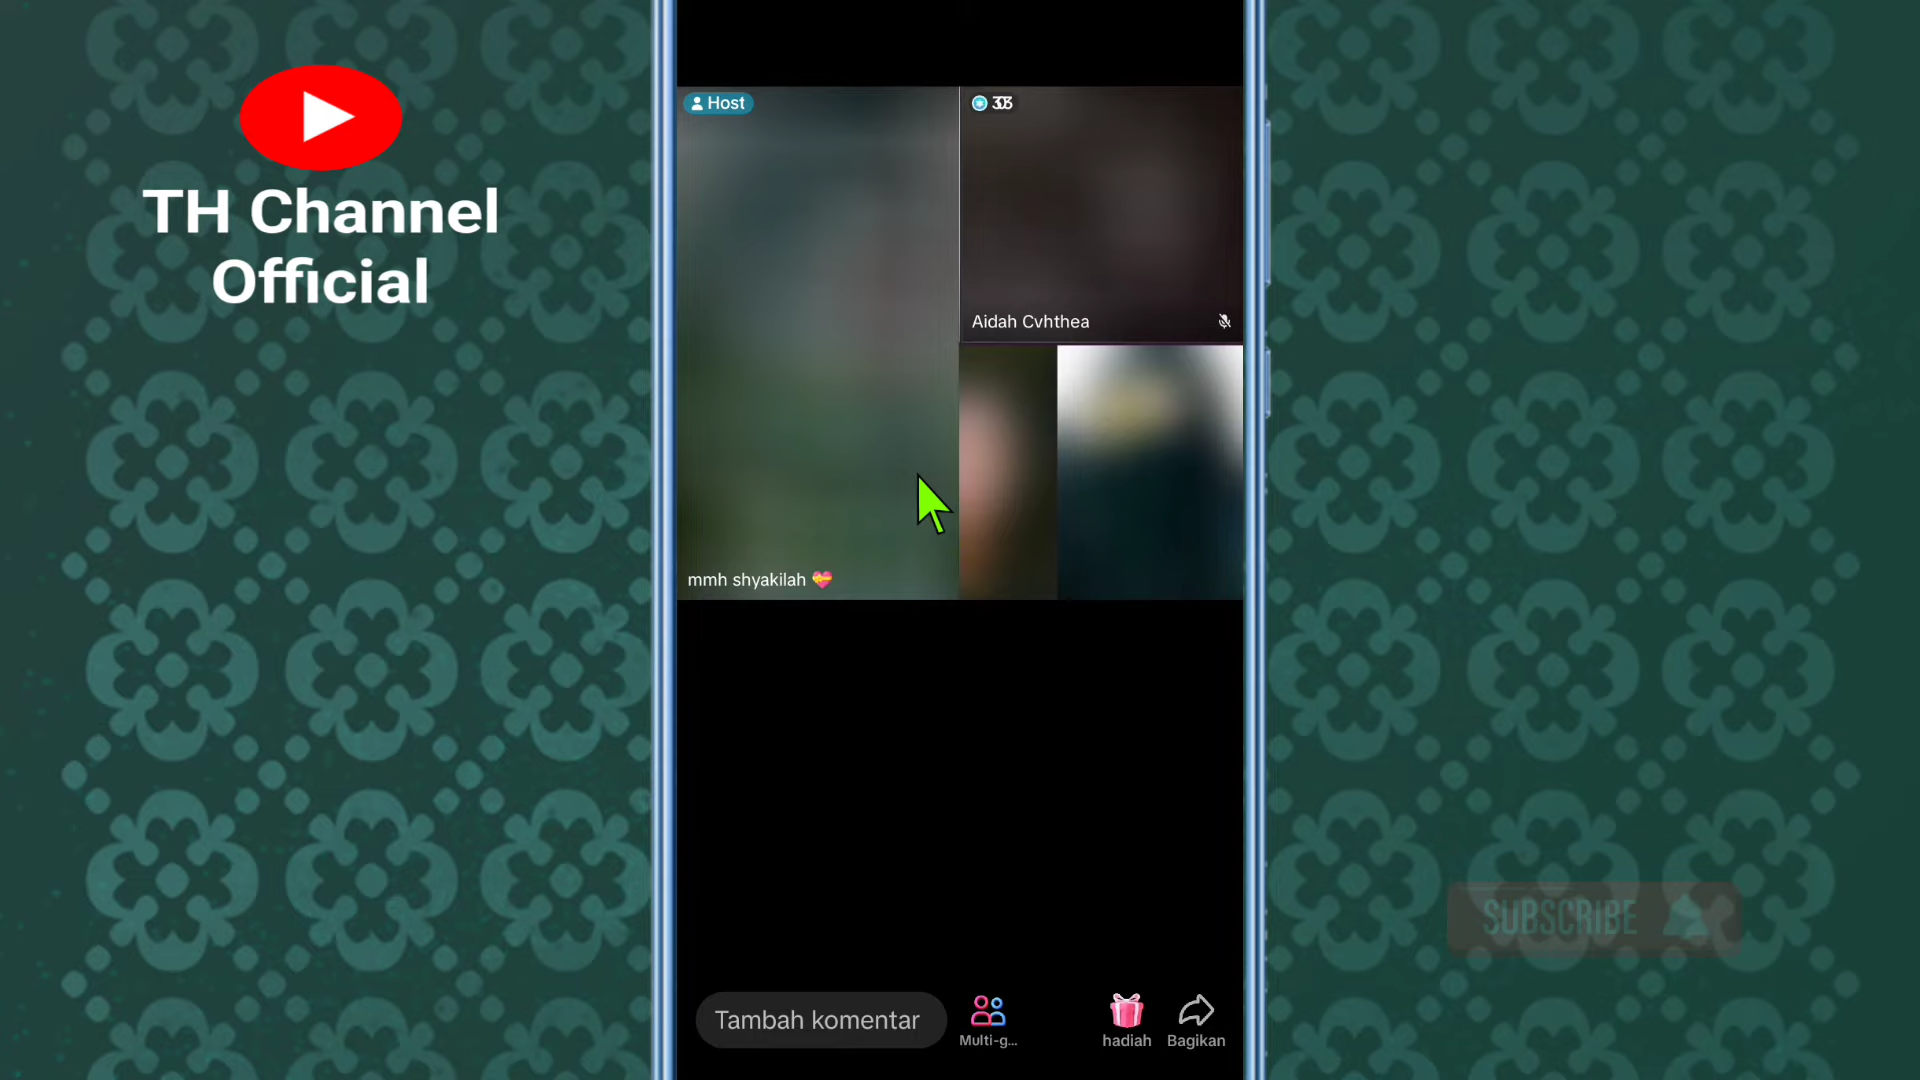 TH Channel
Official
Host
Aidah Cvhthea
mmh shyakilah 💝
SUBSCRIBE
Tambah komentar
Multi-g...
hadiah
Bagikan